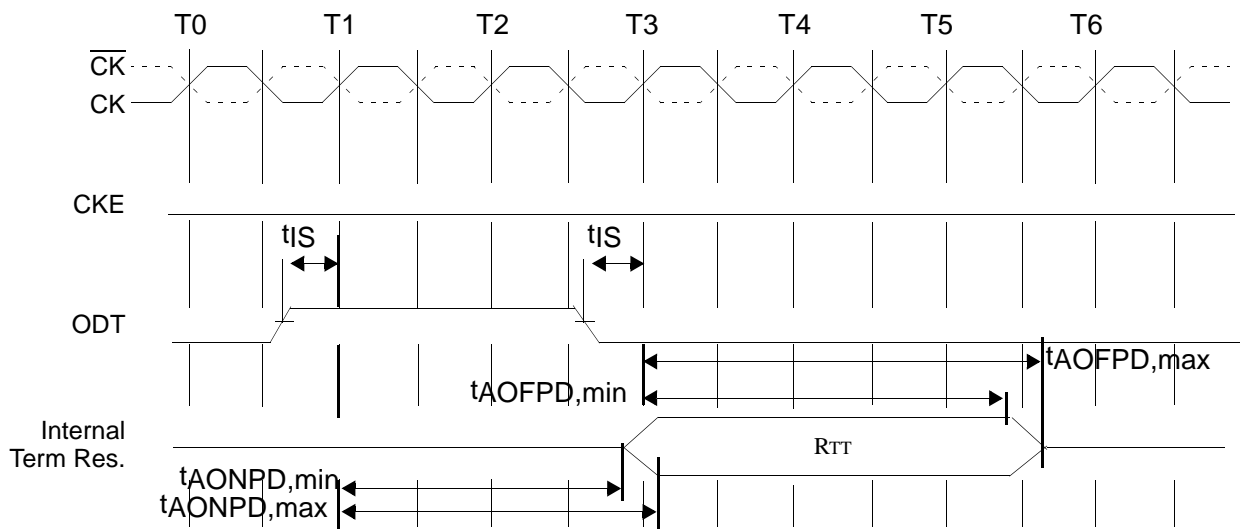 T0 T1 T2 T3 T4 T5 T6
CK
CK
CKE
tIS tIS
ODT
tAOFPD,max
tAOFPD,min
Internal
Term Res.
RTT
tAONPD,min
tAONPD,max